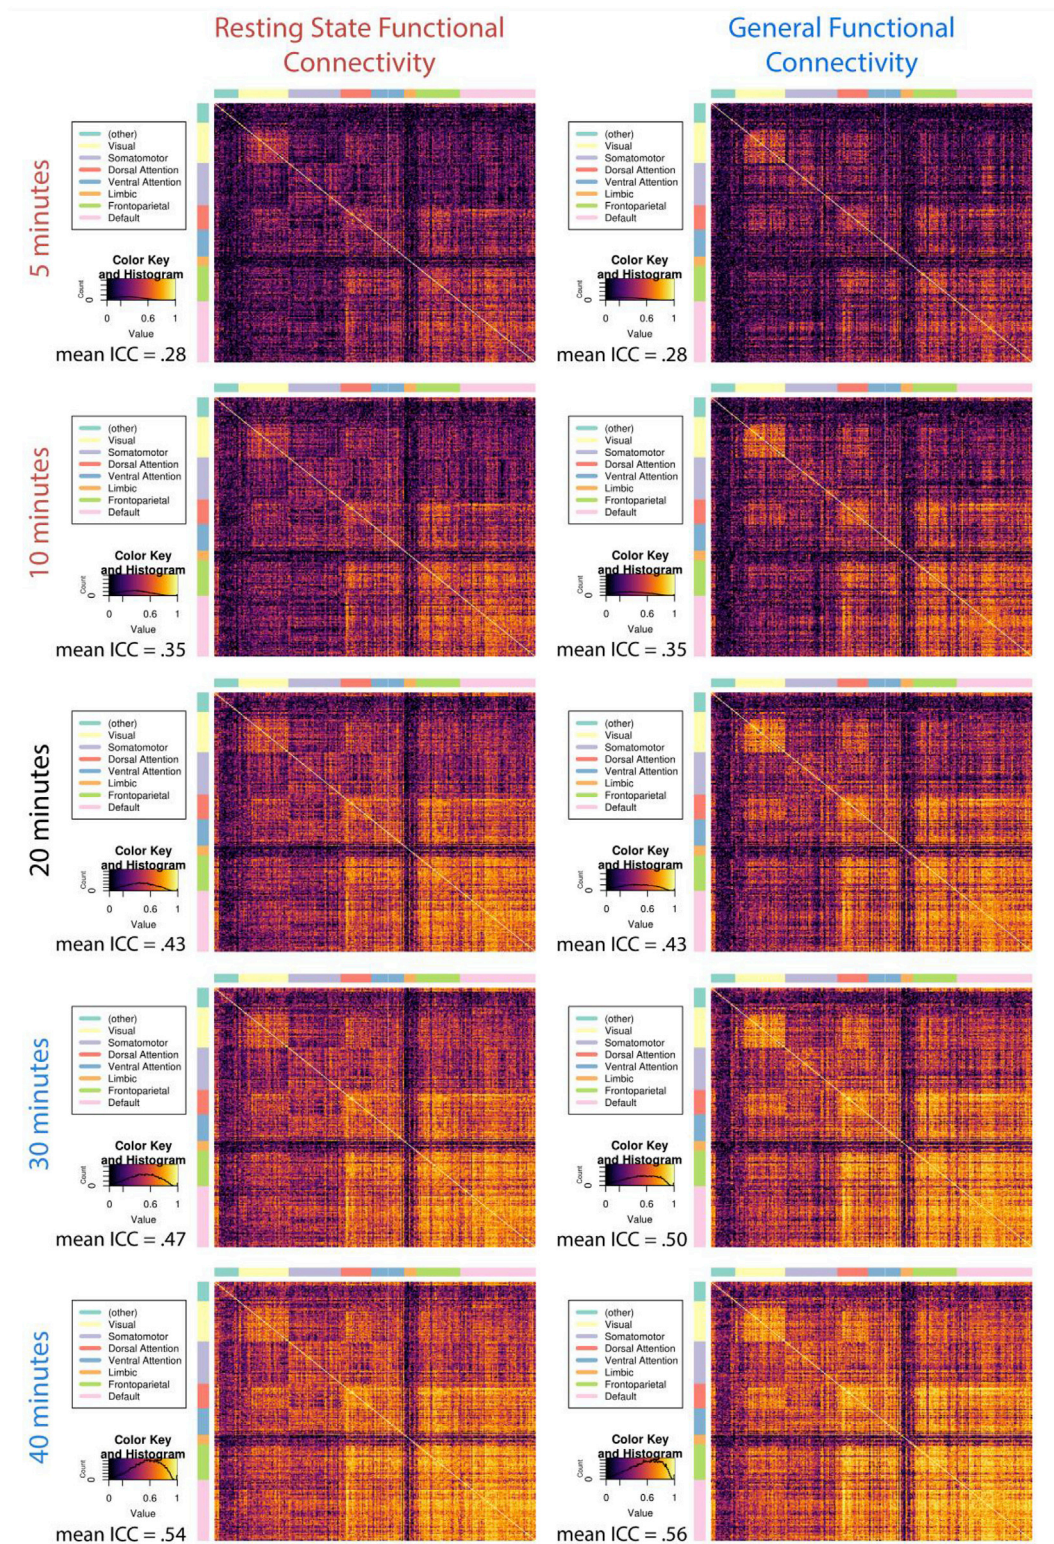 Resting State Functional
Connectivity
General Functional
Connectivity
5 minutes
(other)
Visual
Somatomotor
Dorsal Attention
Ventral Attention
Limbic
Frontoparietal
Default
Color Key
and Histogram
Count
0
0 0.6 1
Value
mean ICC = .28
(other)
Visual
Somatomotor
Dorsal Attention
Ventral Attention
Limbic
Frontoparietal
Default
Color Key
and Histogram
Count
0
0 0.6 1
Value
mean ICC = .28
10 minutes
(other)
Visual
Somatomotor
Dorsal Attention
Ventral Attention
Limbic
Frontoparietal
Default
Color Key
and Histogram
Count
0
0 0.6 1
Value
mean ICC = .35
(other)
Visual
Somatomotor
Dorsal Attention
Ventral Attention
Limbic
Frontoparietal
Default
Color Key
and Histogram
Count
0
0 0.6 1
Value
mean ICC = .35
20 minutes
(other)
Visual
Somatomotor
Dorsal Attention
Ventral Attention
Limbic
Frontoparietal
Default
Color Key
and Histogram
Count
0
0 0.6 1
Value
mean ICC = .43
(other)
Visual
Somatomotor
Dorsal Attention
Ventral Attention
Limbic
Frontoparietal
Default
Color Key
and Histogram
Count
0
0 0.6 1
Value
mean ICC = .43
30 minutes
(other)
Visual
Somatomotor
Dorsal Attention
Ventral Attention
Limbic
Frontoparietal
Default
Color Key
and Histogram
Count
0
0 0.6 1
Value
mean ICC = .47
(other)
Visual
Somatomotor
Dorsal Attention
Ventral Attention
Limbic
Frontoparietal
Default
Color Key
and Histogram
Count
0
0 0.6 1
Value
mean ICC = .50
40 minutes
(other)
Visual
Somatomotor
Dorsal Attention
Ventral Attention
Limbic
Frontoparietal
Default
Color Key
and Histogram
Count
0
0 0.6 1
Value
mean ICC = .54
(other)
Visual
Somatomotor
Dorsal Attention
Ventral Attention
Limbic
Frontoparietal
Default
Color Key
and Histogram
Count
0
0 0.6 1
Value
mean ICC = .56